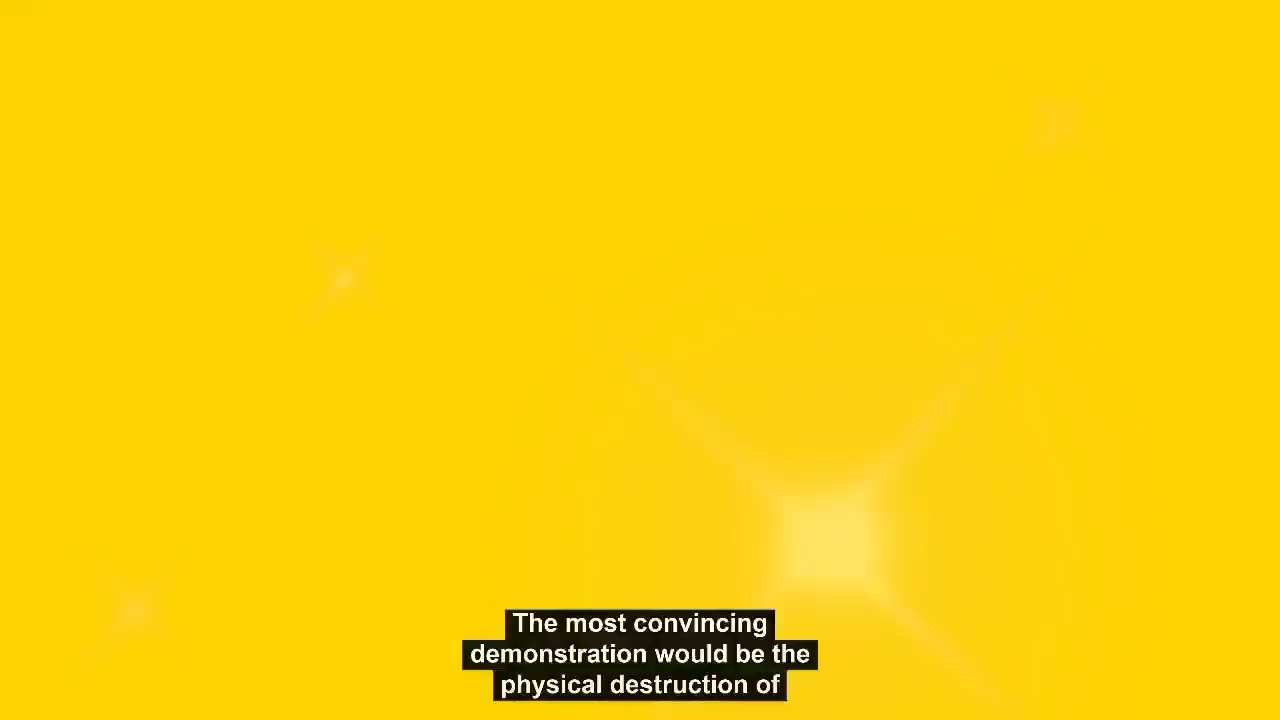 The most convincing
demonstration would be the
physical destruction of